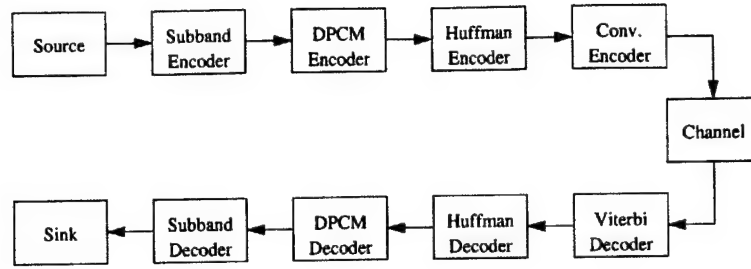 Source
Subband
Encoder
DPCM
Encoder
Huffman
Encoder
Conv.
Encoder
Channel
Sink
Subband
Decoder
DPCM
Decoder
Huffman
Decoder
Viterbi
Decoder